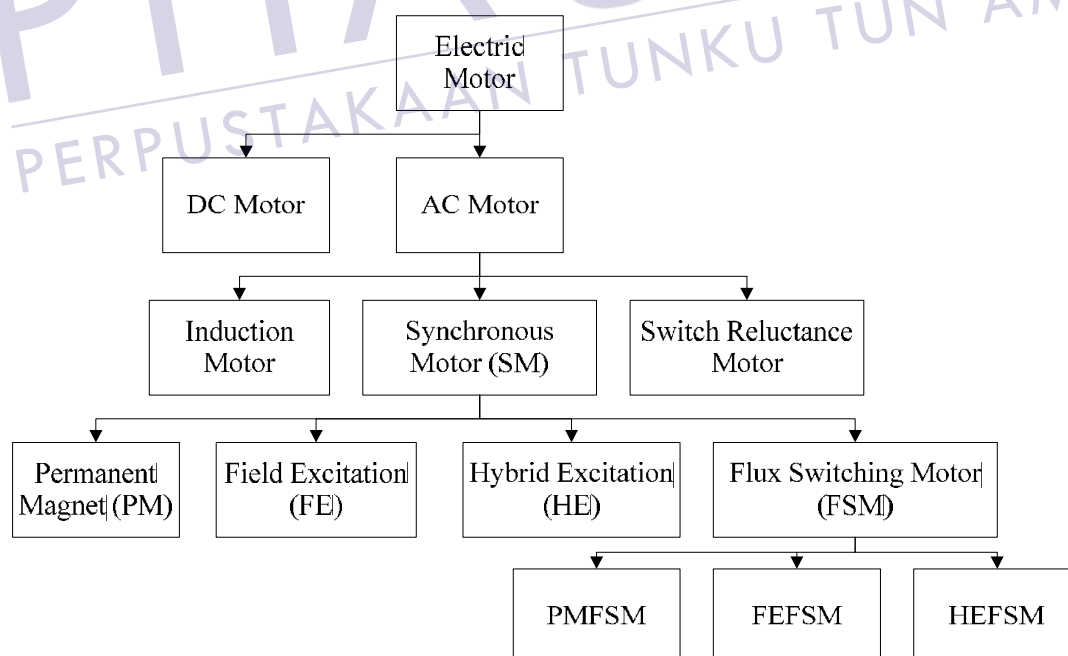 Electric
Motor
PERPUSTAKAAN TUNKU TUN AM
DC Motor
AC Motor
Induction
Motor
Synchronous
Motor (SM)
Switch Reluctance
Motor
Permanent
Magnet (PM)
Field Excitation
(FE)
Hybrid Excitation
(HE)
Flux Switching Motor
(FSM)
PMFSM
FEFSM
HEFSM